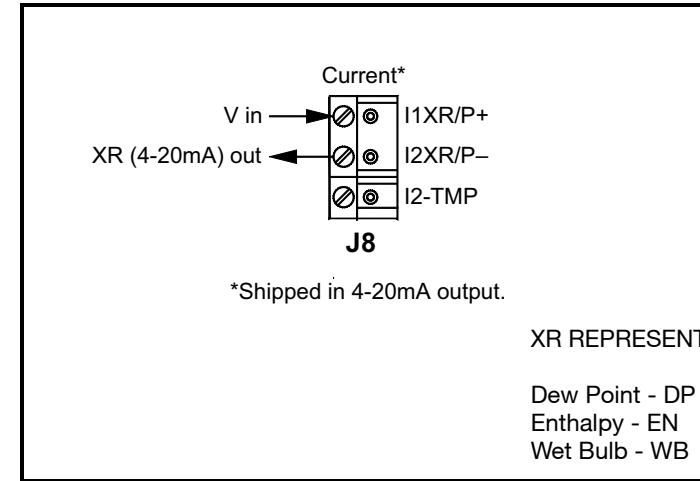 Current*
V in I1XR/P+
XR (4-20mA) out I2XR/P–
I2-TMP
J8
*Shipped in 4-20mA output.
XR REPRESENT
Dew Point - DP
Enthalpy - EN
Wet Bulb - WB